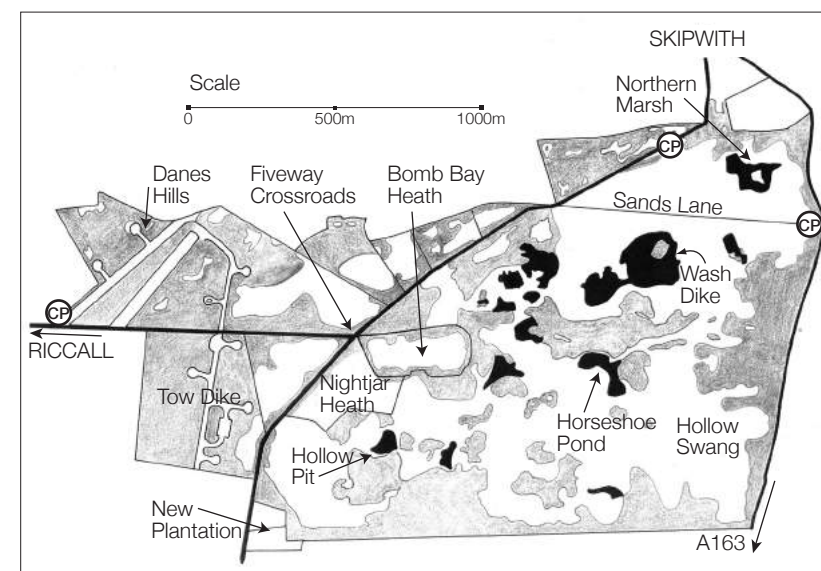 SKIPWITH
Scale
0 500m 1000m
Northern
Marsh
CP
Danes
Hills
Fiveway
Crossroads
Bomb Bay
Heath
Sands Lane
CP
Wash
Dike
CP
RICCALL
Tow Dike
Nightjar
Heath
Horseshoe
Pond
Hollow
Swang
Hollow
Pit
New
Plantation
A163